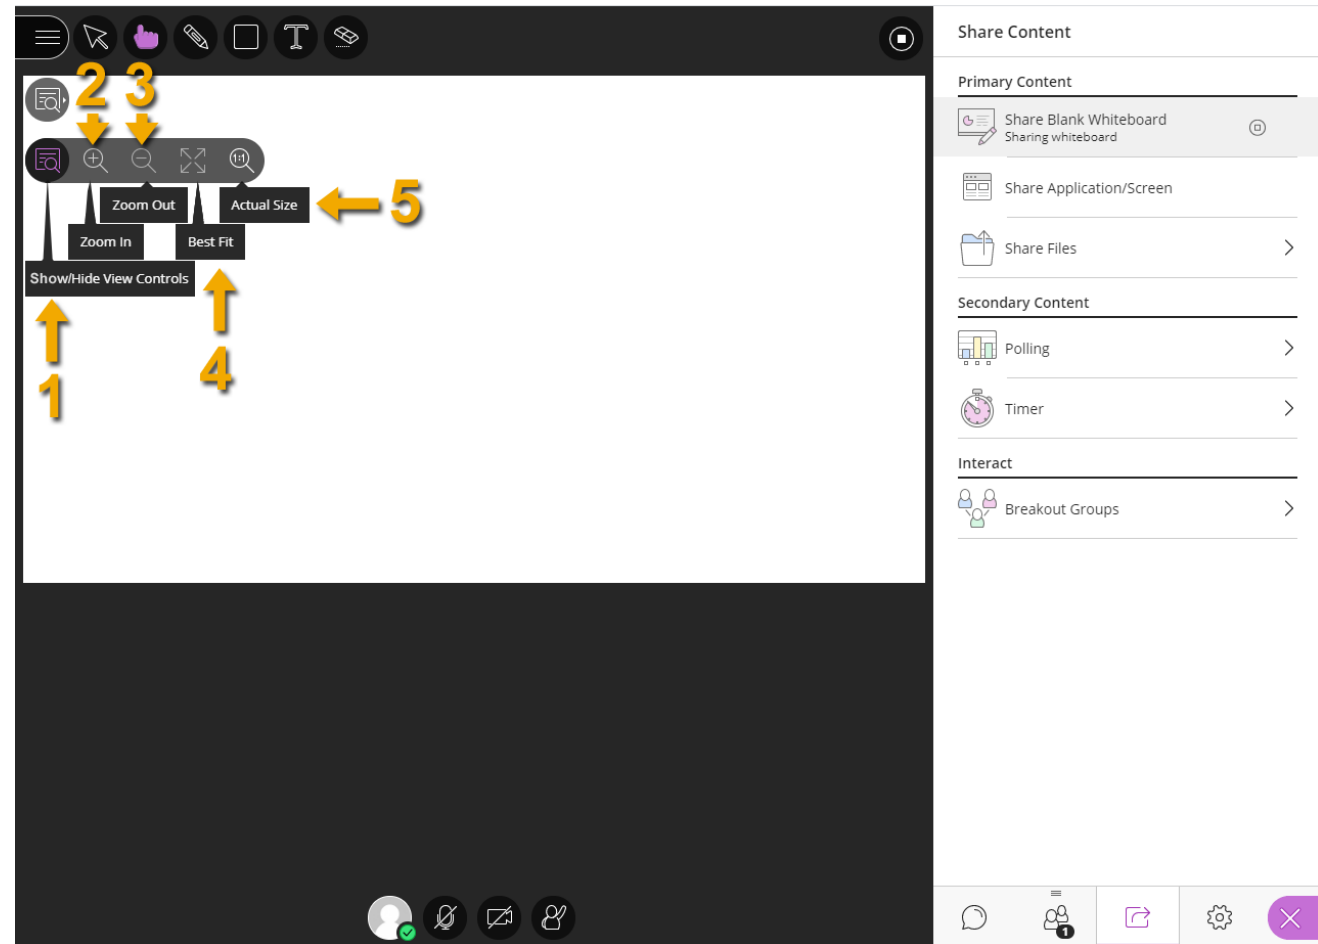 2
3
1:1
Zoom Out
Actual Size
5
Zoom In
Best Fit
Show/Hide View Controls
4
1
Share Content
Primary Content
Share Blank Whiteboard
Sharing whiteboard
Share Application/Screen
Share Files
Secondary Content
Polling
Timer
Interact
Breakout Groups
1